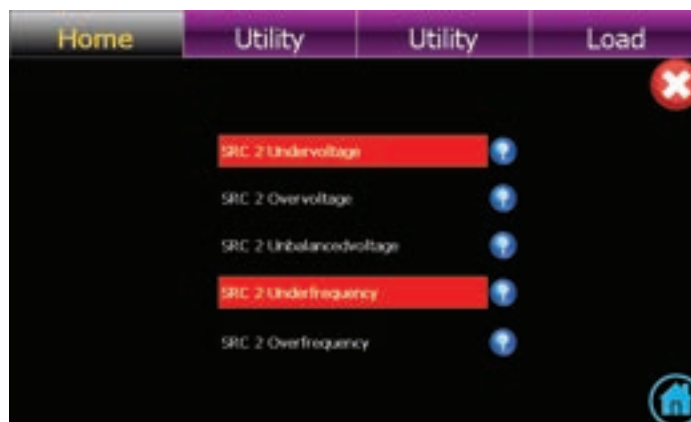 Home Utility Utility Load
SRC 2 Undervoltage
SRC 2 Overvoltage
SRC 2 Unbalancedvoltage
SRC 2 Underfrequency
SRC 2 Overfrequency